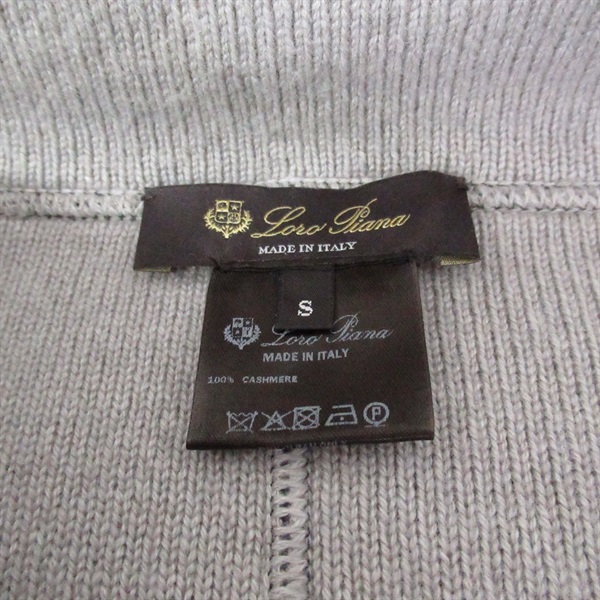 Loro Piana
MADE IN ITALY
S
Loro Piana
MADE IN ITALY
100% CASHMERE
P